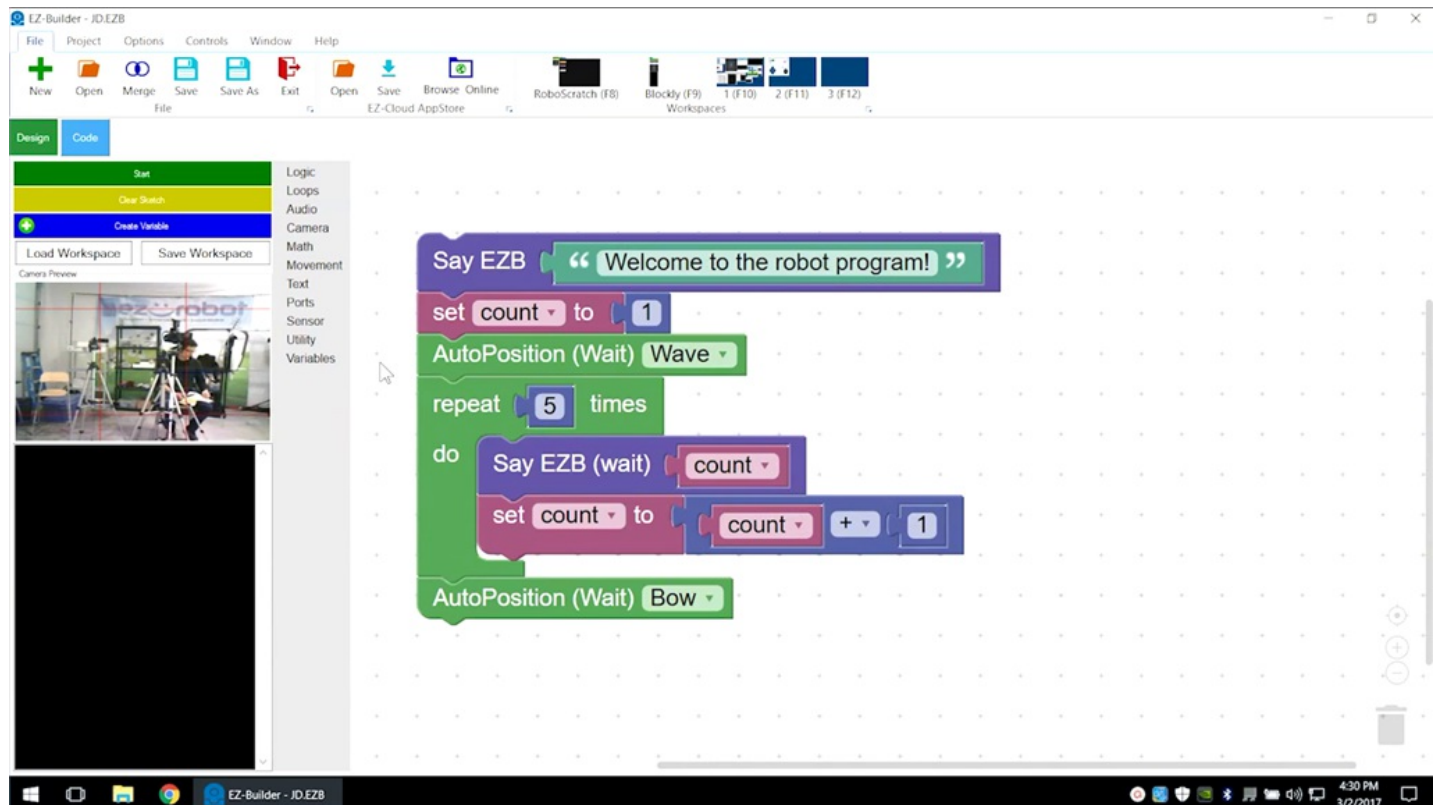 EZ-Builder - JD.EZB
File Project Options Controls Window Help
New Open Merge Save Save As Exit Open Save Browse Online RoboScratch (F8) Blockly (F9) 1 (F10) 2 (F11) 3 (F12)
File EZ-Cloud AppStore Workspaces
Design Code
Start
Clear Sketch
Create Variable
Load Workspace Save Workspace
Camera Preview
ez robot
Logic
Loops
Audio
Camera
Math
Movement
Text
Ports
Sensor
Utility
Variables
Say EZB “ Welcome to the robot program! ”
set count to 1
AutoPosition (Wait) Wave
repeat 5 times
do Say EZB (wait) count
set count to count + 1
AutoPosition (Wait) Bow
EZ-Builder - JD.EZB
4:30 PM
3/2/2017